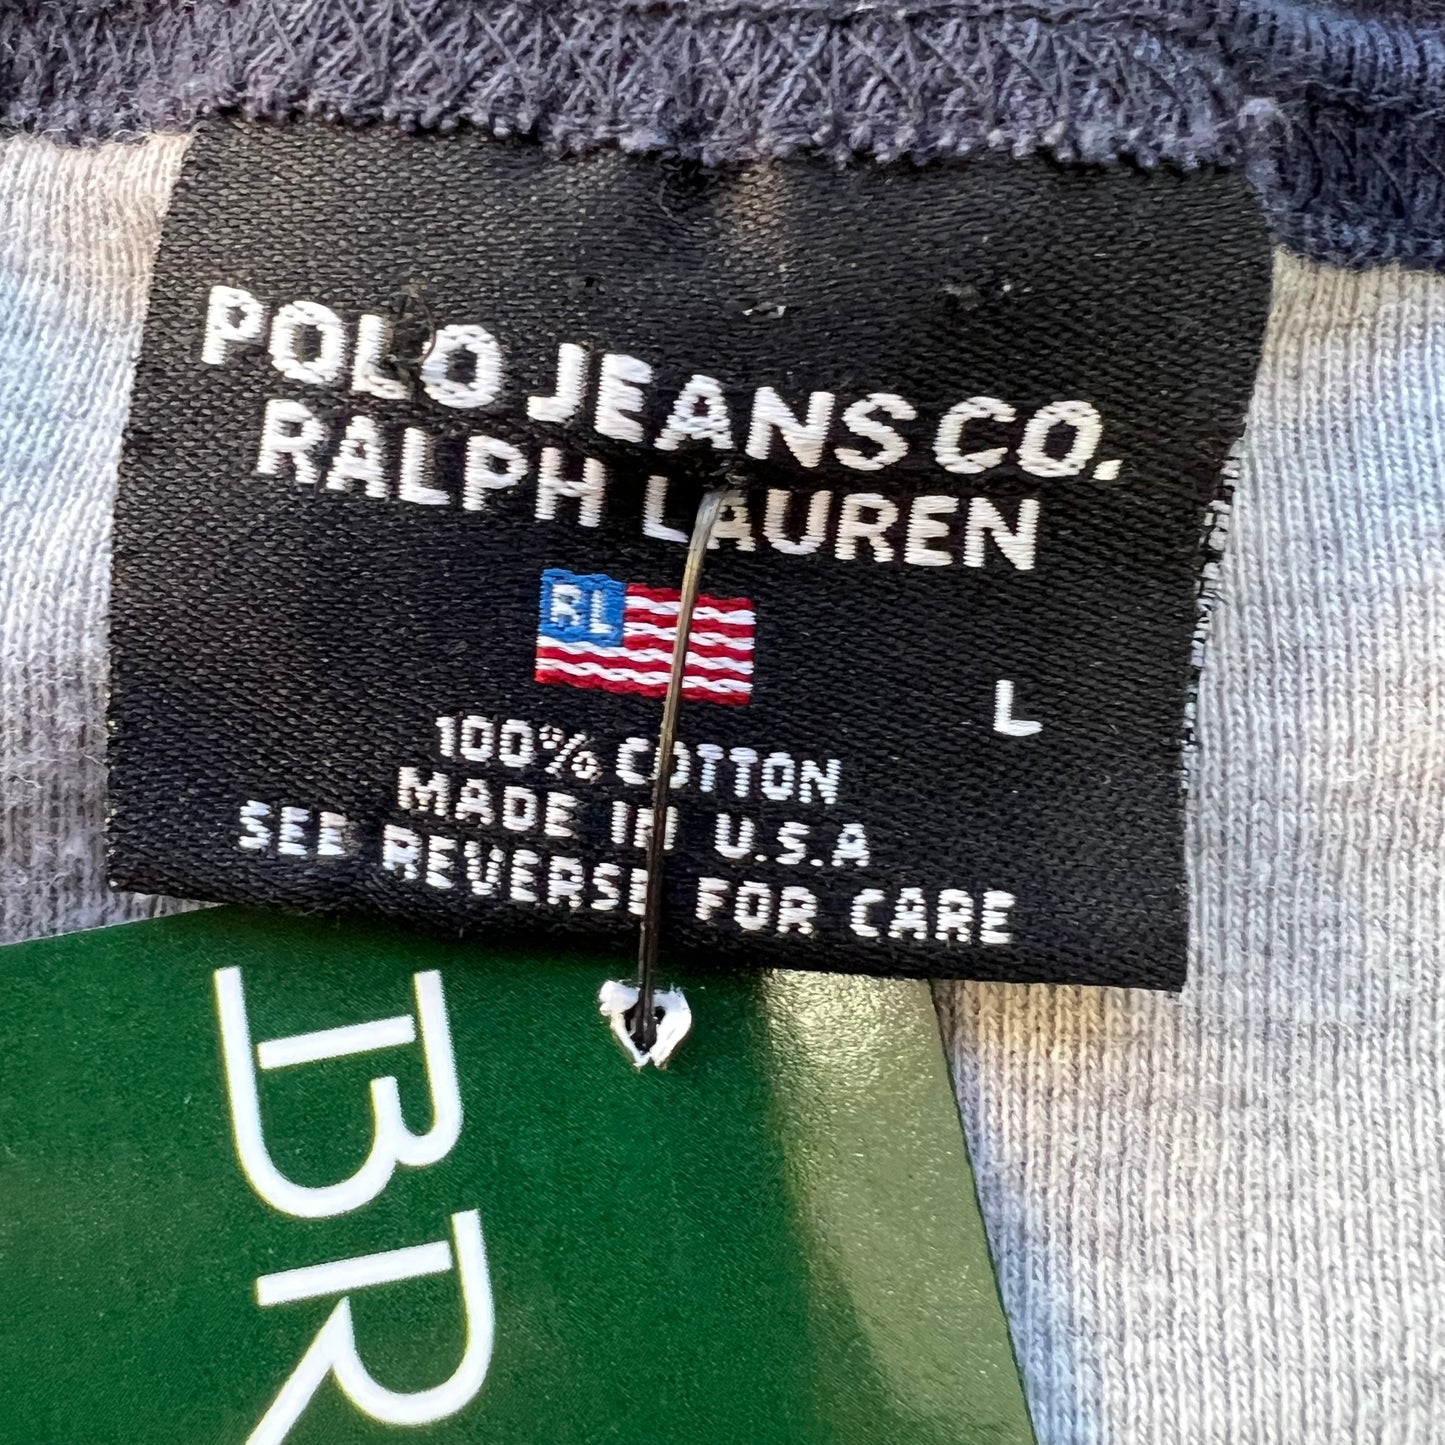 POLO JEANS CO.
RALPH LAUREN
RL
L
100% COTTON
MADE IN U.S.A
SEE REVERSE FOR CARE
BR